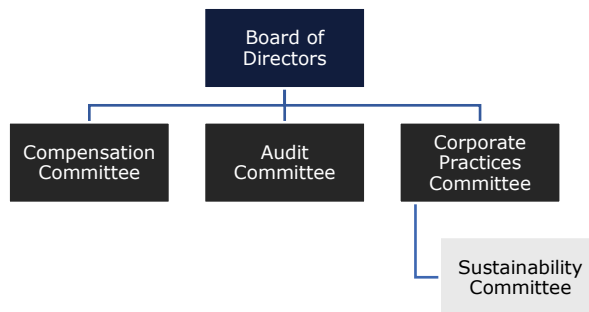 Board of
Directors
Compensation
Committee
Audit
Committee
Corporate
Practices
Committee
Sustainability
Committee